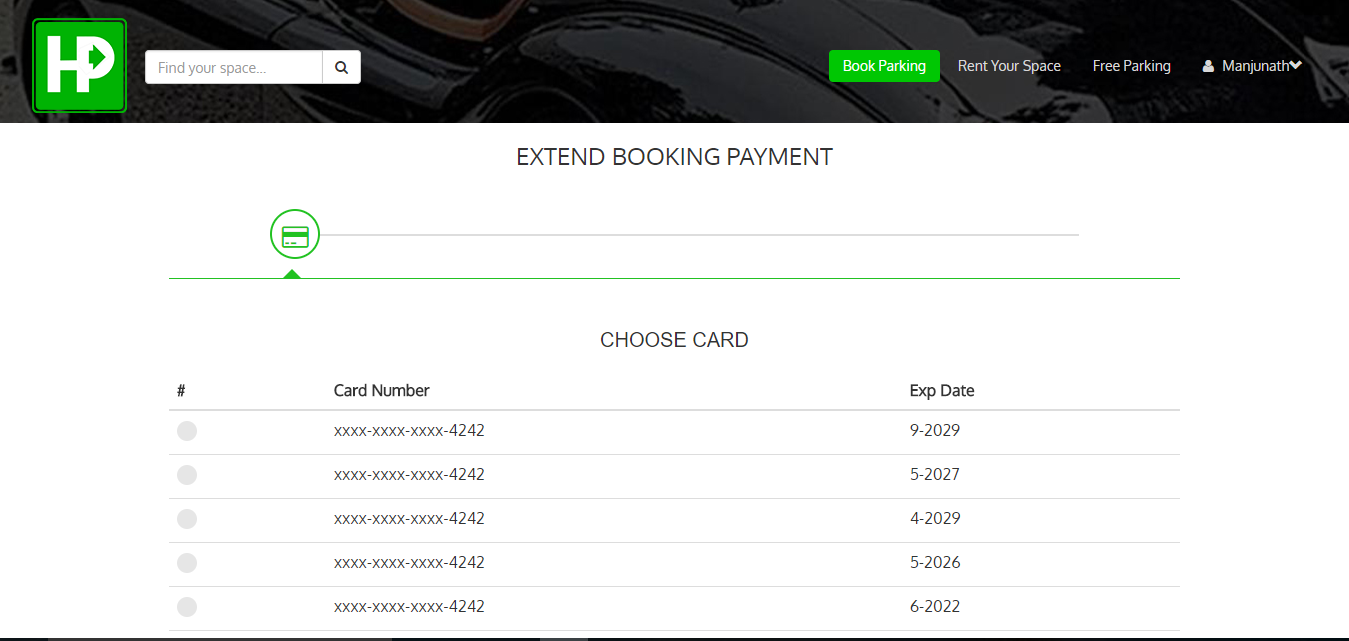 HP
Find your space...
Book Parking
Rent Your Space
Free Parking
Manjunath
EXTEND BOOKING PAYMENT
CHOOSE CARD
# Card Number Exp Date
xxxx-xxxx-xxxx-4242 9-2029
xxxx-xxxx-xxxx-4242 5-2027
xxxx-xxxx-xxxx-4242 4-2029
xxxx-xxxx-xxxx-4242 5-2026
xxxx-xxxx-xxxx-4242 6-2022